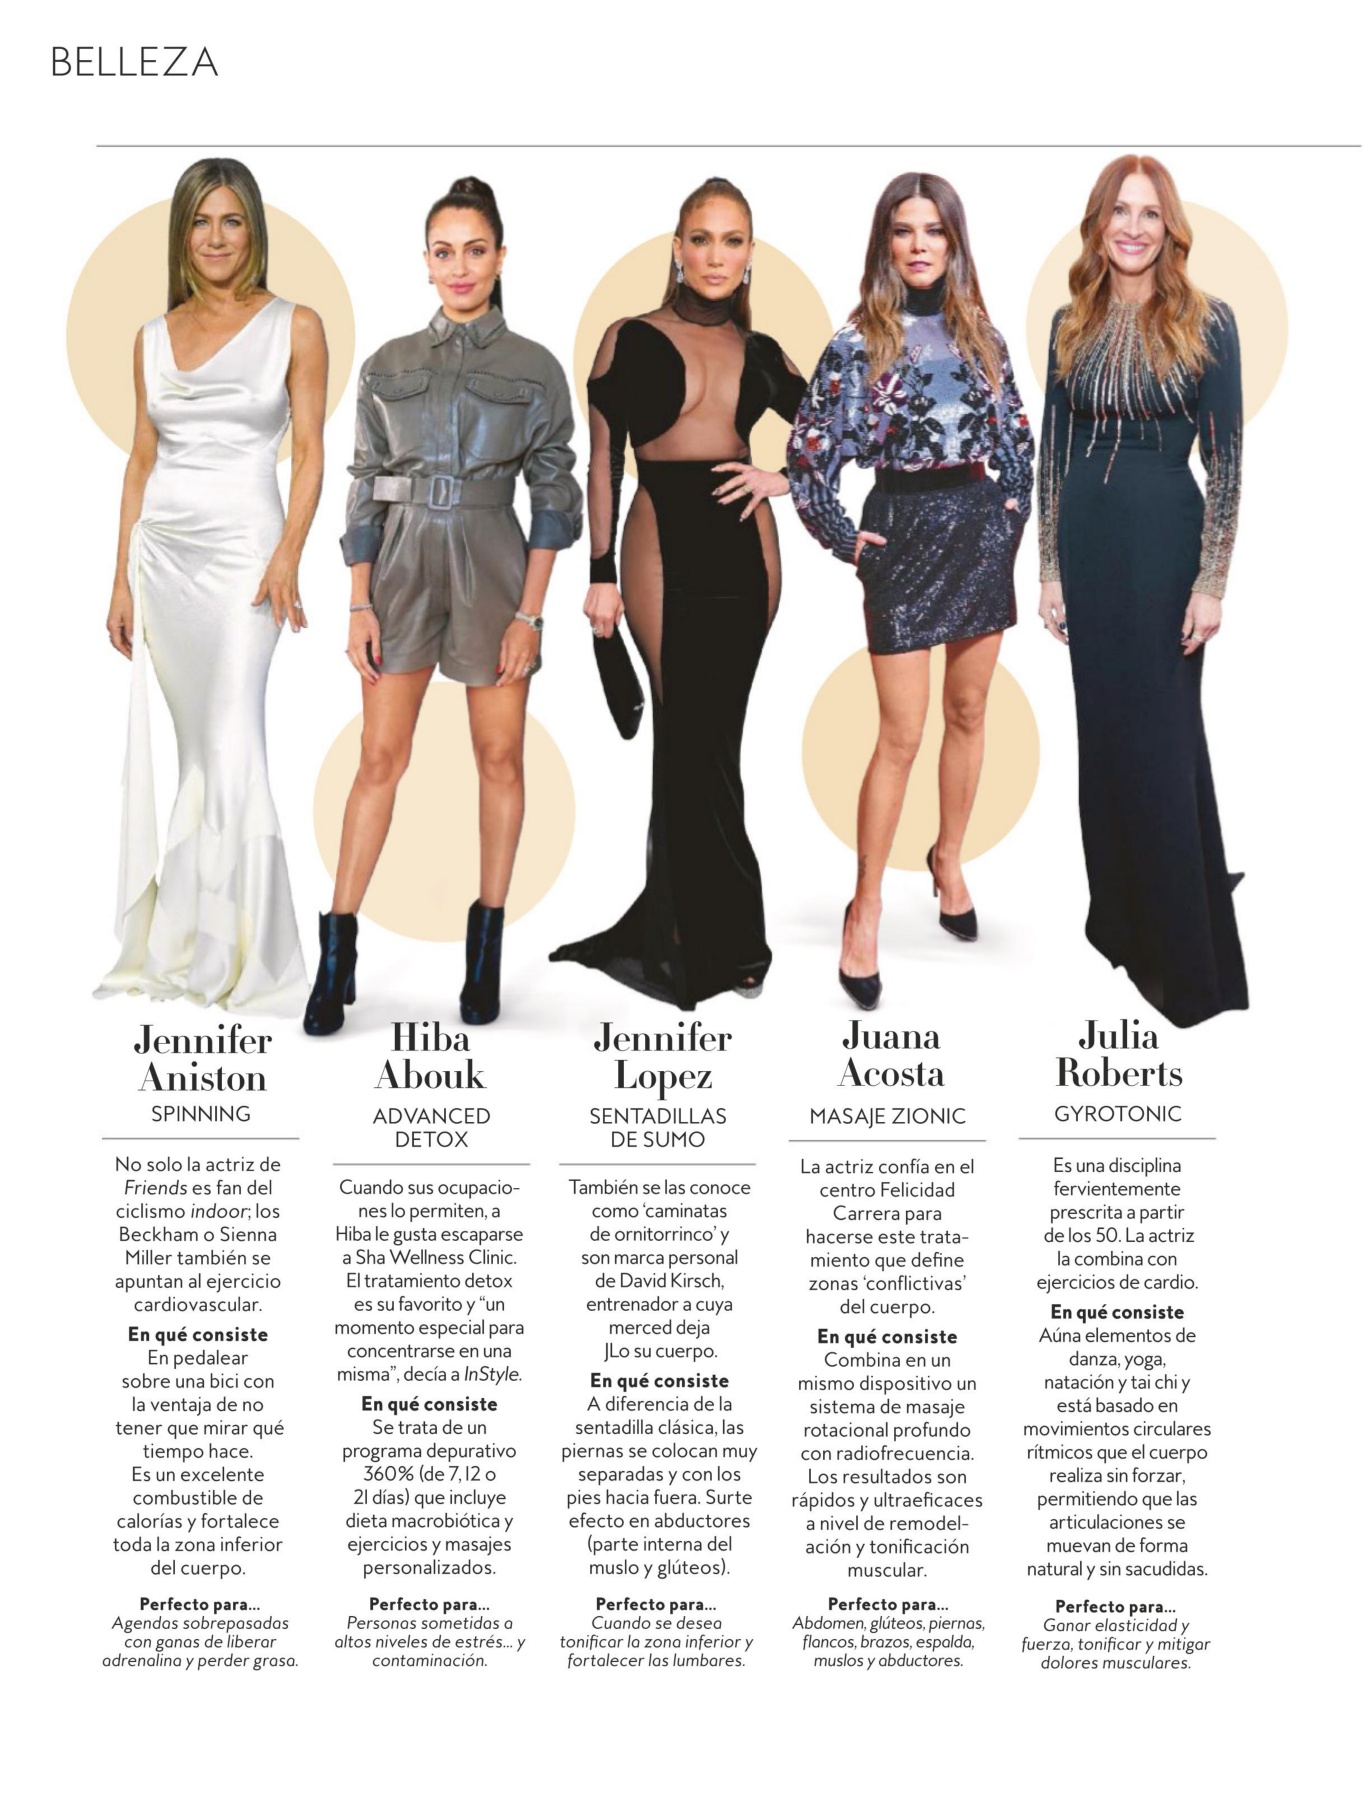 BELLEZA
Jennifer
Aniston
SPINNING
No solo la actriz de
Friends es fan del
ciclismo indoor; los
Beckham o Sienna
Miller también se
apuntan al ejercicio
cardiovascular.
En qué consiste
En pedalear
sobre una bici con
la ventaja de no
tener que mirar qué
tiempo hace.
Es un excelente
combustible de
calorías y fortalece
toda la zona inferior
del cuerpo.
Perfecto para...
Agendas sobrepasadas
con ganas de liberar
adrenalina y perder grasa.
Hiba
Abouk
ADVANCED
DETOX
Cuando sus ocupacio-
nes lo permiten, a
Hiba le gusta escaparse
a Sha Wellness Clinic.
El tratamiento detox
es su favorito y “un
momento especial para
concentrarse en una
misma”, decía a InStyle.
En qué consiste
Se trata de un
programa depurativo
360% (de 7, 12 o
21 días) que incluye
dieta macrobiótica y
ejercicios y masajes
personalizados.
Perfecto para...
Personas sometidas a
altos niveles de estrés... y
contaminación.
Jennifer
Lopez
SENTADILLAS
DE SUMO
También se las conoce
como ‘caminatas
de ornitorrinco’ y
son marca personal
de David Kirsch,
entrenador a cuya
merced deja
JLo su cuerpo.
En qué consiste
A diferencia de la
sentadilla clásica, las
piernas se colocan muy
separadas y con los
pies hacia fuera. Surte
efecto en abductores
(parte interna del
muslo y glúteos).
Perfecto para...
Cuando se desea
tonificar la zona inferior y
fortalecer las lumbares.
Juana
Acosta
MASAJE ZIONIC
La actriz confía en el
centro Felicidad
Carrera para
hacerse este trata-
miento que define
zonas ‘conflictivas’
del cuerpo.
En qué consiste
Combina en un
mismo dispositivo un
sistema de masaje
rotacional profundo
con radiofrecuencia.
Los resultados son
rápidos y ultraeficaces
a nivel de remodel-
ación y tonificación
muscular.
Perfecto para...
Abdomen, glúteos, piernas,
flancos, brazos, espalda,
muslos y abductores.
Julia
Roberts
GYROTONIC
Es una disciplina
fervientemente
prescrita a partir
de los 50. La actriz
la combina con
ejercicios de cardio.
En qué consiste
Aúna elementos de
danza, yoga,
natación y tai chi y
está basado en
movimientos circulares
rítmicos que el cuerpo
realiza sin forzar,
permitiendo que las
articulaciones se
muevan de forma
natural y sin sacudidas.
Perfecto para...
Ganar elasticidad y
fuerza, tonificar y mitigar
dolores musculares.